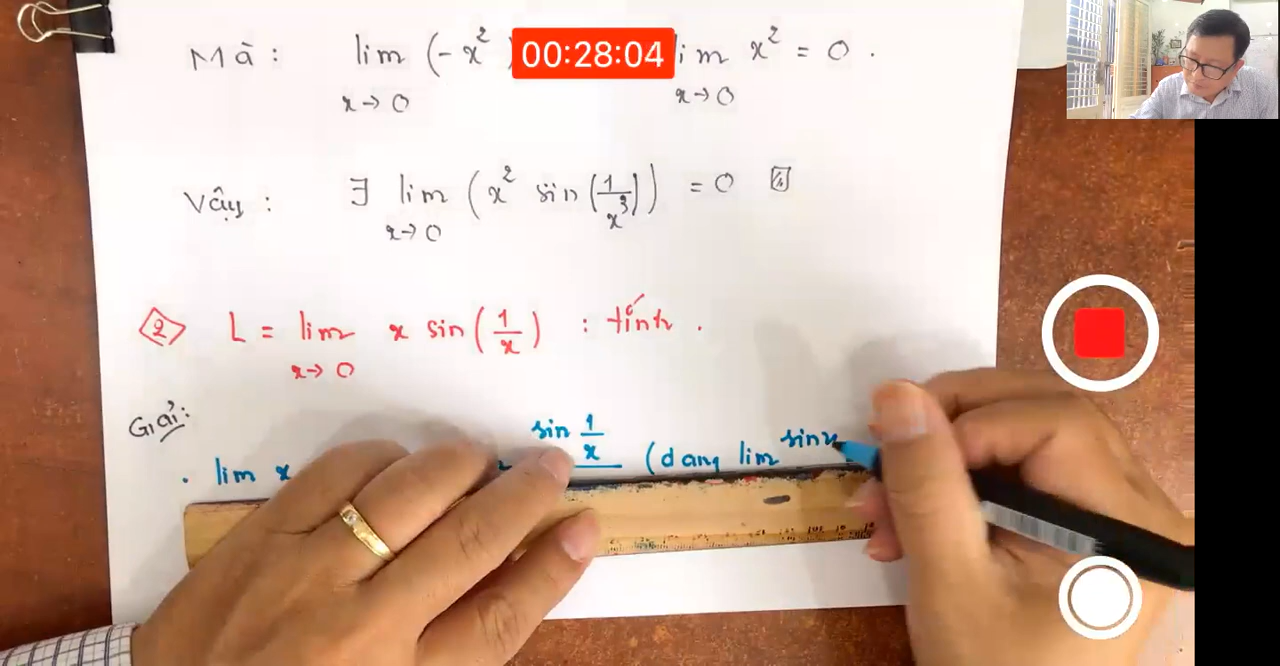 Mà : lim (-x² lim x² = 0 .
x→0 x→0
00:28:04
Vậy : ∃ lim (x² sin(1/x³)) = 0
x→0
2 L = lim x sin(1/x) : tính .
x→0
Giải:
. lim x sin 1/x (dạng lim sinx